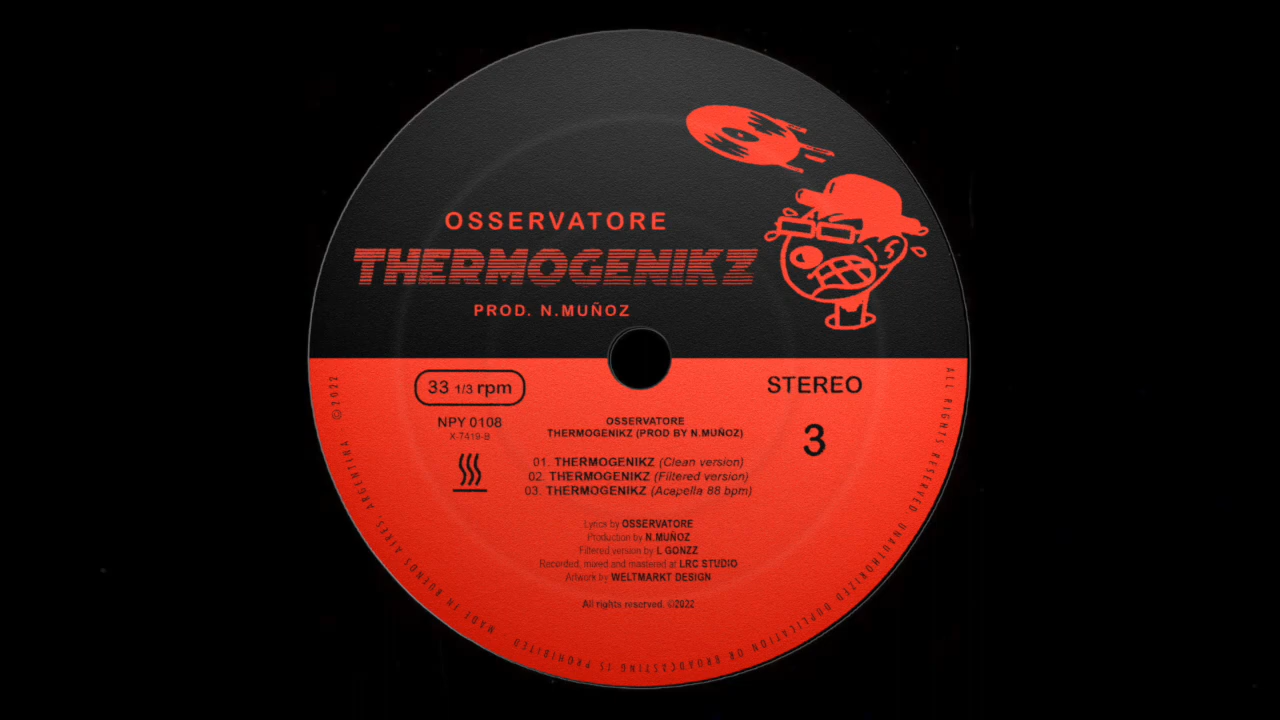 OSSERVATORE
THERMOGENIKZ
PROD. N.MUÑOZ
33 1/3 rpm
STEREO
NPY 0108
X-7419-B
3
OSSERVATORE
THERMOGENIKZ (PROD BY N.MUÑOZ)
01. THERMOGENIKZ (Clean version)
02. THERMOGENIKZ (Filtered version)
03. THERMOGENIKZ (Acapella 88 bpm)
Lyrics by OSSERVATORE
Production by N.MUÑOZ
Filtered version by L GONZZ
Recorded, mixed and mastered at LRC STUDIO
Artwork by WELTMARKT DESIGN
All rights reserved. ©2022
ALL RIGHTS RESERVED UNAUTHORIZED DUPLICATION OR BROADCASTING IS PROHIBITED · MADE IN BUENOS AIRES, ARGENTINA ©2022